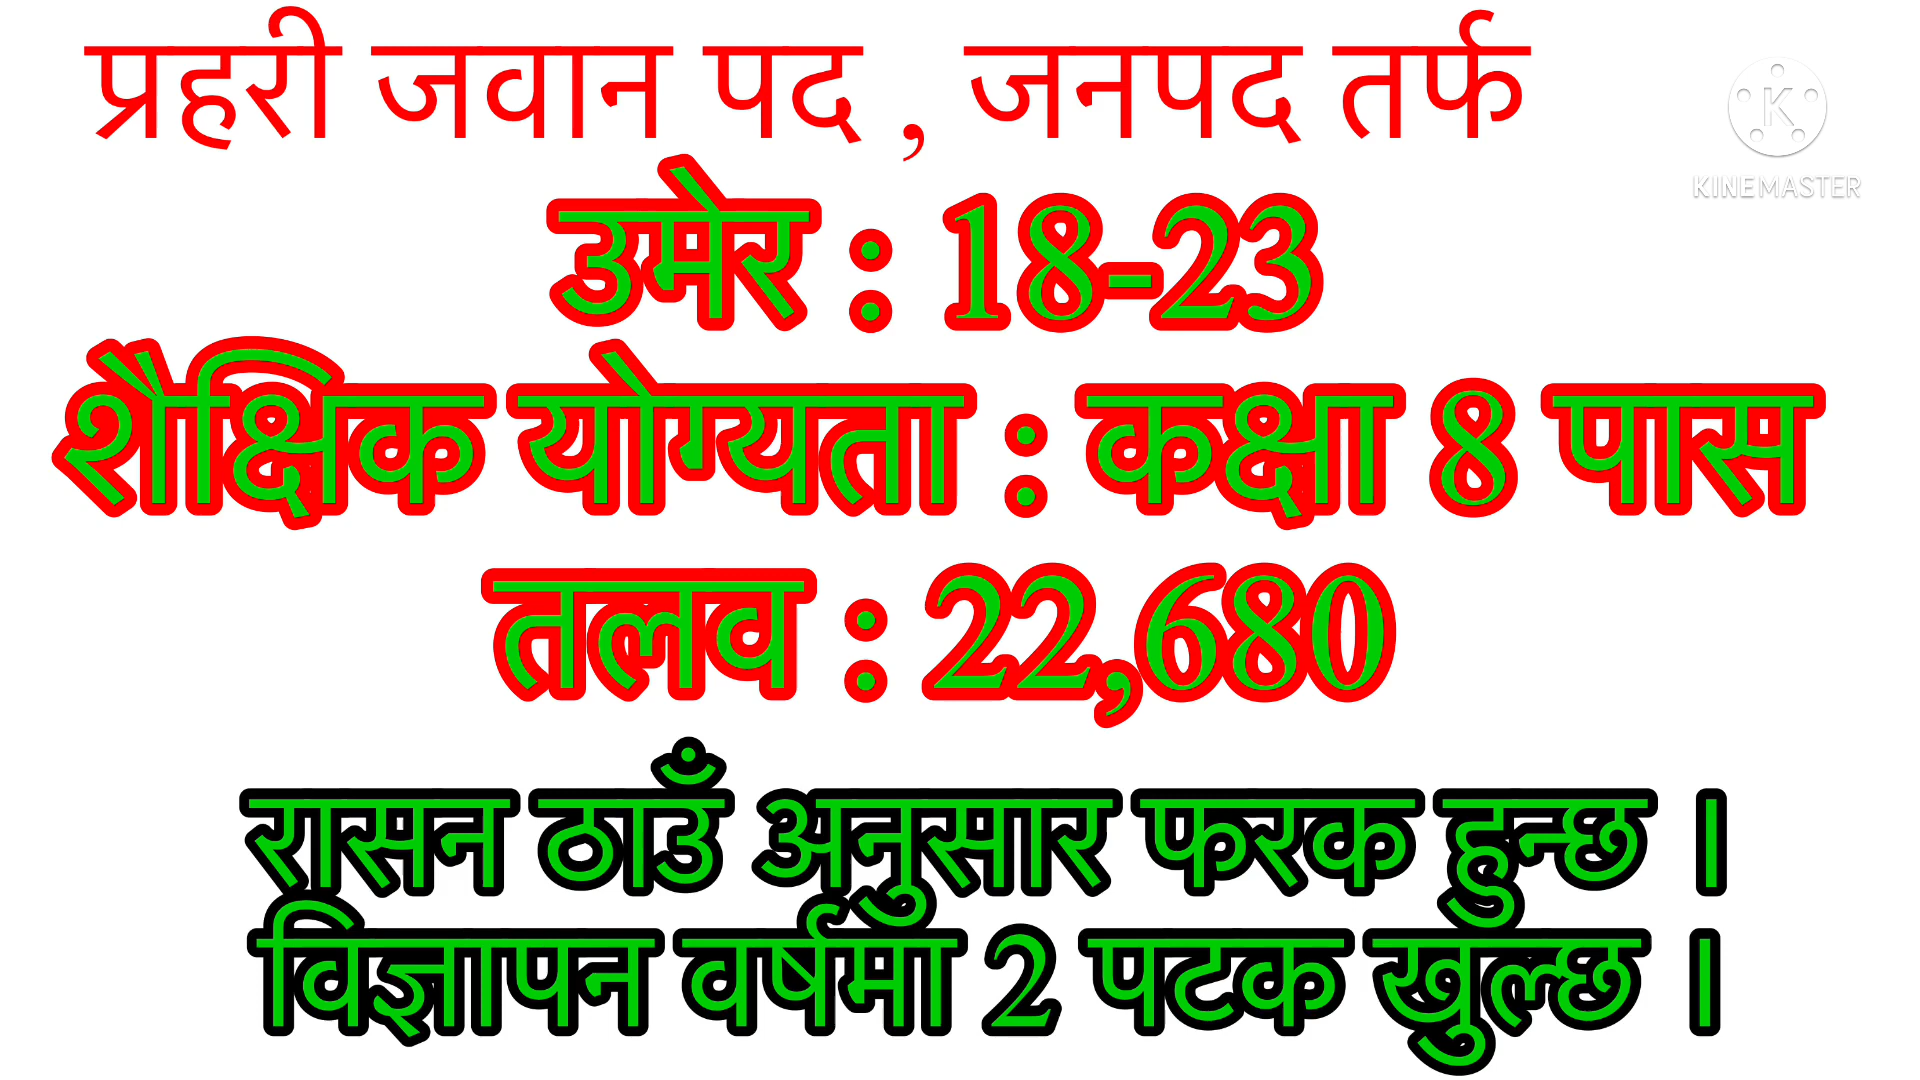 प्रहरी जवान पद , जनपद तर्फ
KINEMASTER
उमेर : 18-23
शैक्षिक योग्यता : कक्षा 8 पास
तलव : 22,680
रासन ठाउँ अनुसार फरक हुन्छ ।
विज्ञापन वर्षमा 2 पटक खुल्छ ।